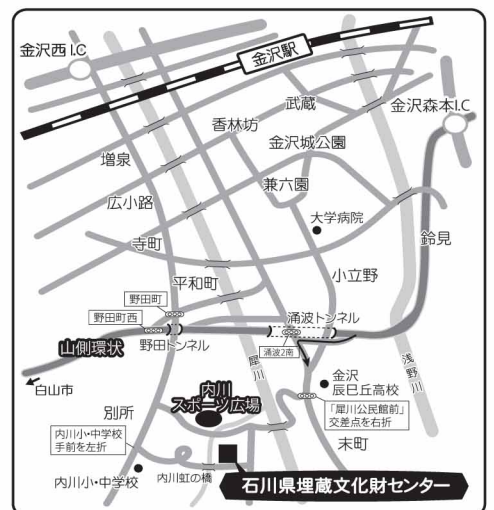 金沢西I.C
金沢駅
武蔵
金沢森本I.C
香林坊
金沢城公園
増泉
兼六園
広小路
大学病院
鈴見
寺町
小立野
平和町
野田町
野田町西
涌波トンネル
山側環状
野田トンネル
涌波2南
犀川
浅野川
白山市
内川
スポーツ広場
金沢
辰巳丘高校
別所
「犀川公民館前」
交差点を右折
内川小・中学校
手前を左折
末町
内川小・中学校
内川虹の橋
石川県埋蔵文化財センター